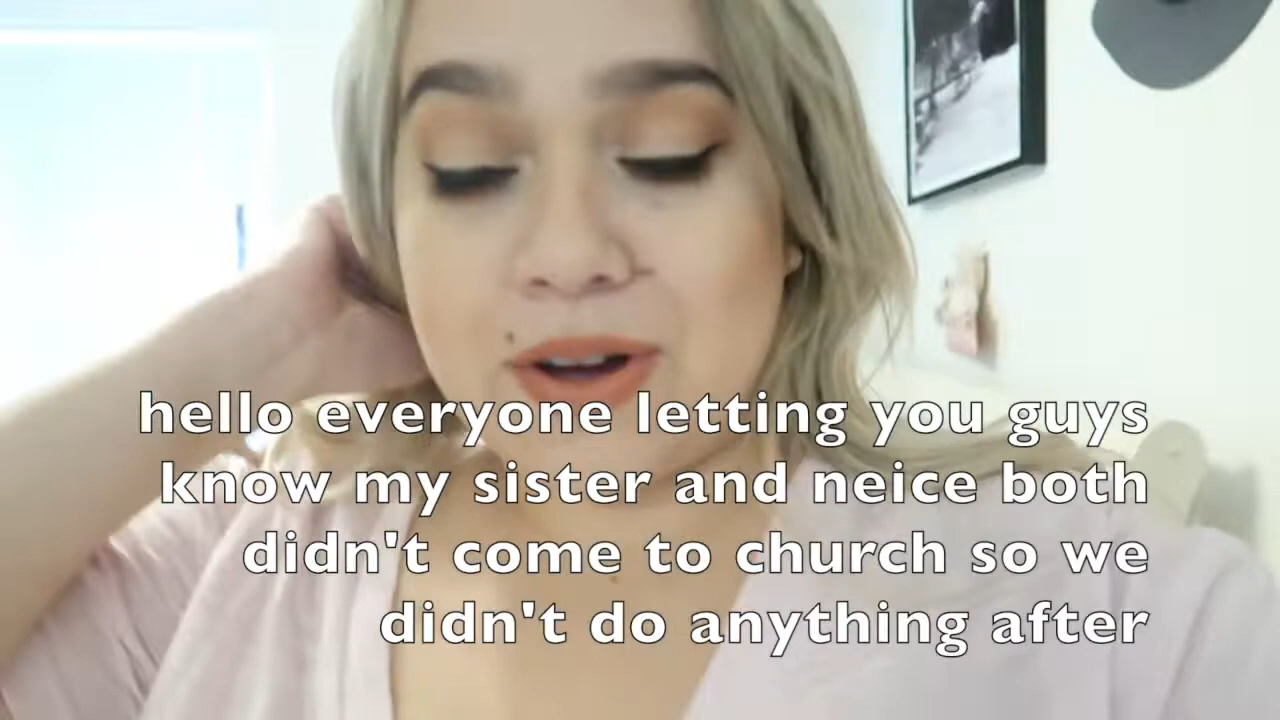 hello everyone letting you guys
know my sister and neice both
didn't come to church so we
didn't do anything after